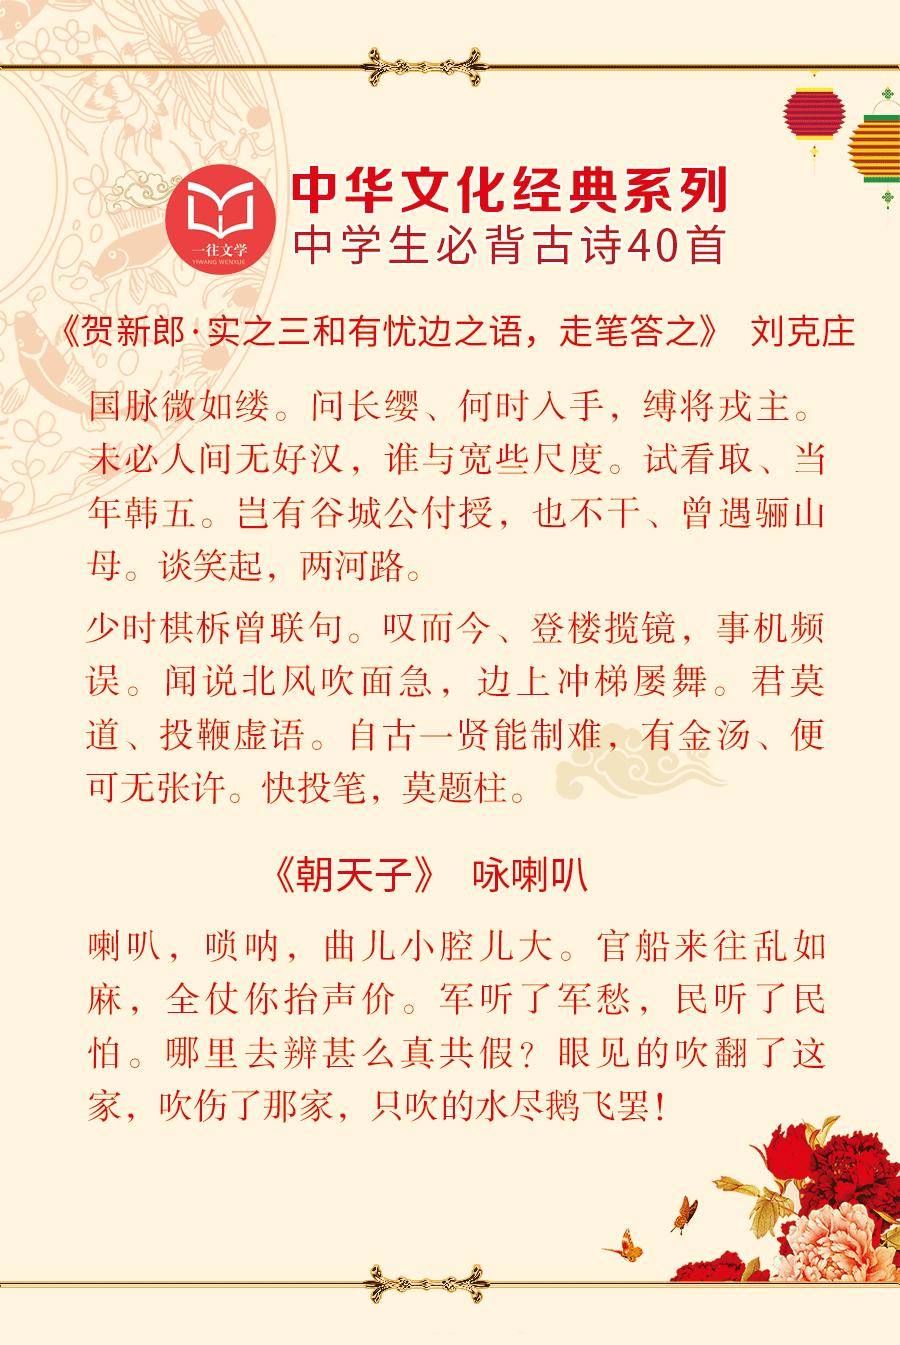 中华文化经典系列
中学生必背古诗40首
一往文学
YIWANG WENXUE
《贺新郎·实之三和有忧边之语，走笔答之》 刘克庄
国脉微如缕。问长缨、何时入手，缚将戎主。
未必人间无好汉，谁与宽些尺度。试看取、当
年韩五。岂有谷城公付授，也不干、曾遇骊山
母。谈笑起，两河路。
少时棋柝曾联句。叹而今、登楼揽镜，事机频
误。闻说北风吹面急，边上冲梯屡舞。君莫
道、投鞭虚语。自古一贤能制难，有金汤、便
可无张许。快投笔，莫题柱。
《朝天子》 咏喇叭
喇叭，唢呐，曲儿小腔儿大。官船来往乱如
麻，全仗你抬声价。军听了军愁，民听了民
怕。哪里去辨甚么真共假？眼见的吹翻了这
家，吹伤了那家，只吹的水尽鹅飞罢！